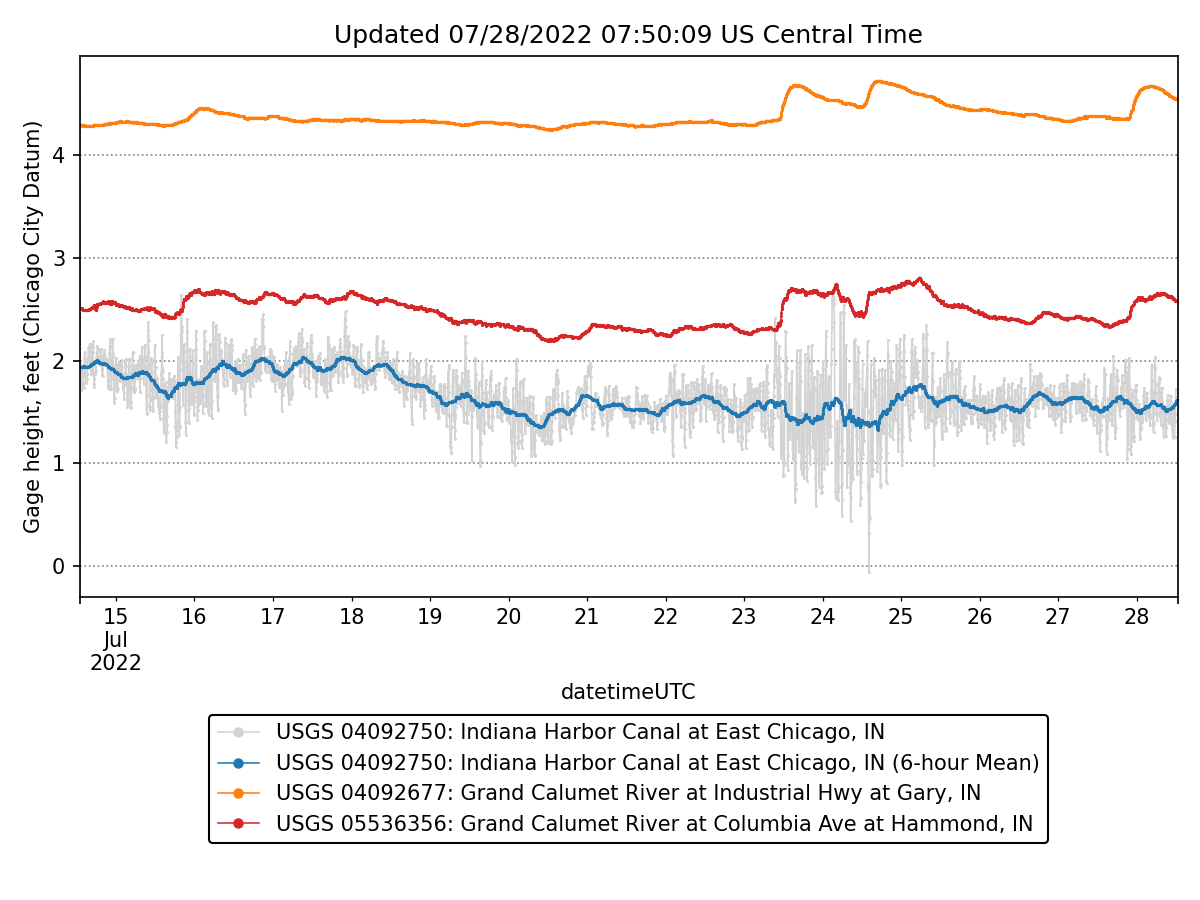 Updated 07/28/2022 07:50:09 US Central Time
Gage height, feet (Chicago City Datum)
4
3
2
1
0
15 16 17 18 19 20 21 22 23 24 25 26 27 28
Jul
2022
datetimeUTC
USGS 04092750: Indiana Harbor Canal at East Chicago, IN
USGS 04092750: Indiana Harbor Canal at East Chicago, IN (6-hour Mean)
USGS 04092677: Grand Calumet River at Industrial Hwy at Gary, IN
USGS 05536356: Grand Calumet River at Columbia Ave at Hammond, IN